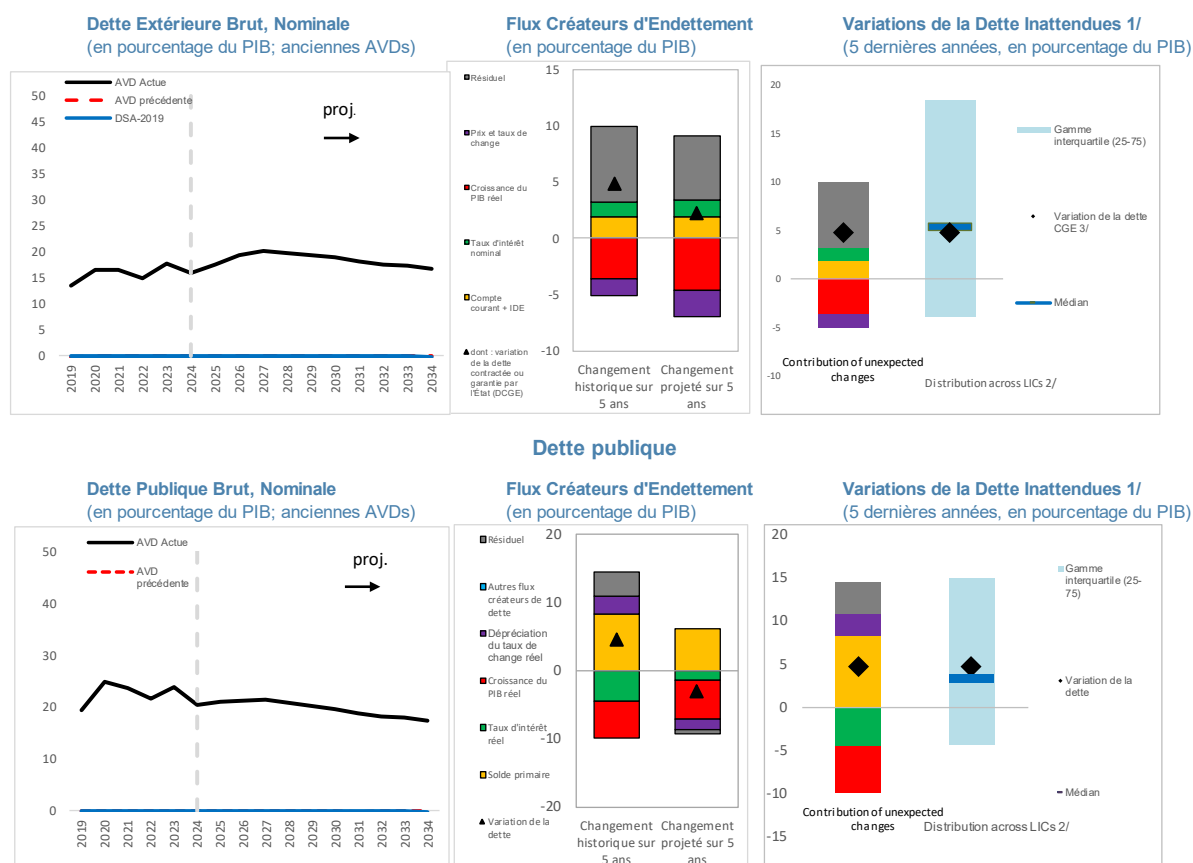 Dette Extérieure Brut, Nominale
(en pourcentage du PIB; anciennes AVDs)
AVD Actue
AVD précédente
DSA-2019
proj.
50
45
40
35
30
25
20
15
10
5
0
2019
2020
2021
2022
2023
2024
2025
2026
2027
2028
2029
2030
2031
2032
2033
2034
Flux Créateurs d'Endettement
(en pourcentage du PIB)
Résiduel
Prix et taux de
change
Croissance du
PIB réel
Taux d'intérêt
nominal
Compte
courant + IDE
dont : variation
de la dette
contractée ou
garantie par
l'État (DCGE)
15
10
5
0
-5
-10
Changement
historique sur
5 ans
Changement
projeté sur 5
ans
Variations de la Dette Inattendues 1/
(5 dernières années, en pourcentage du PIB)
20
15
10
5
0
-5
-10
Gamme
interquartile (25-75)
Variation de la dette
CGE 3/
Médian
Contribution of unexpected
changes
Distribution across LICs 2/
Dette publique
Dette Publique Brut, Nominale
(en pourcentage du PIB; anciennes AVDs)
AVD Actue
AVD
précédente
proj.
50
40
30
20
10
0
2019
2020
2021
2022
2023
2024
2025
2026
2027
2028
2029
2030
2031
2032
2033
2034
Flux Créateurs d'Endettement
(en pourcentage du PIB)
Résiduel
Autres flux
créateurs de
dette
Dépréciation
du taux de
change réel
Croissance du
PIB réel
Taux d'intérêt
réel
Solde primaire
Variation de la
dette
20
10
0
-10
-20
Changement
historique sur
5 ans
Changement
projeté sur 5
ans
Variations de la Dette Inattendues 1/
(5 dernières années, en pourcentage du PIB)
20
15
10
5
0
-5
-10
-15
Gamme
interquartile (25-
75)
Variation de la
dette
Médian
Contribution of unexpected
changes
Distribution across LICs 2/